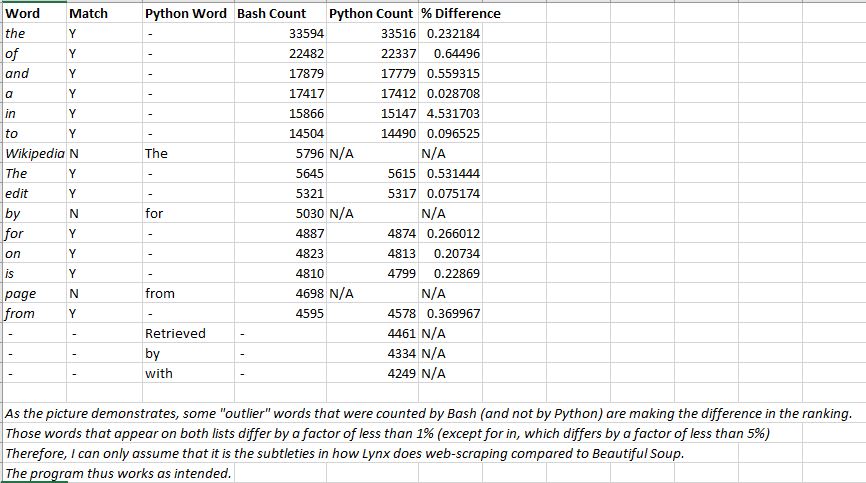 Word Match Python Word Bash Count Python Count % Difference
the Y - 33594 33516 0.232184
of Y - 22482 22337 0.64496
and Y - 17879 17779 0.559315
a Y - 17417 17412 0.028708
in Y - 15866 15147 4.531703
to Y - 14504 14490 0.096525
Wikipedia N The 5796 N/A N/A
The Y - 5645 5615 0.531444
edit Y - 5321 5317 0.075174
by N for 5030 N/A N/A
for Y - 4887 4874 0.266012
on Y - 4823 4813 0.20734
is Y - 4810 4799 0.22869
page N from 4698 N/A N/A
from Y - 4595 4578 0.369967
- - Retrieved - 4461 N/A
- - by - 4334 N/A
- - with - 4249 N/A
As the picture demonstrates, some "outlier" words that were counted by Bash (and not by Python) are making the difference in the ranking.
Those words that appear on both lists differ by a factor of less than 1% (except for in, which differs by a factor of less than 5%)
Therefore, I can only assume that it is the subtleties in how Lynx does web-scraping compared to Beautiful Soup.
The program thus works as intended.